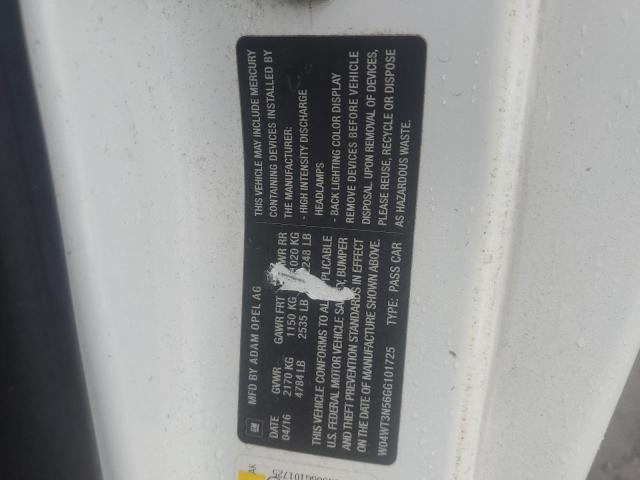 MFD BY ADAM OPEL AG
DATE GVWR GAWR FRT GAWR RR
04/16 2170 KG 1150 KG 1020 KG
4784 LB 2535 LB 2248 LB
THIS VEHICLE CONFORMS TO ALL APPLICABLE
U.S. FEDERAL MOTOR VEHICLE SAFETY, BUMPER
AND THEFT PREVENTION STANDARDS IN EFFECT
ON THE DATE OF MANUFACTURE SHOWN ABOVE.
W04WT3N56GG101725 TYPE: PASS CAR
THIS VEHICLE MAY INCLUDE MERCURY
CONTAINING DEVICES INSTALLED BY
THE MANUFACTURER:
- HIGH INTENSITY DISCHARGE
HEADLAMPS
- BACK LIGHTING COLOR DISPLAY
REMOVE DEVICES BEFORE VEHICLE
DISPOSAL. UPON REMOVAL OF DEVICES,
PLEASE REUSE, RECYCLE OR DISPOSE
AS HAZARDOUS WASTE.
GM